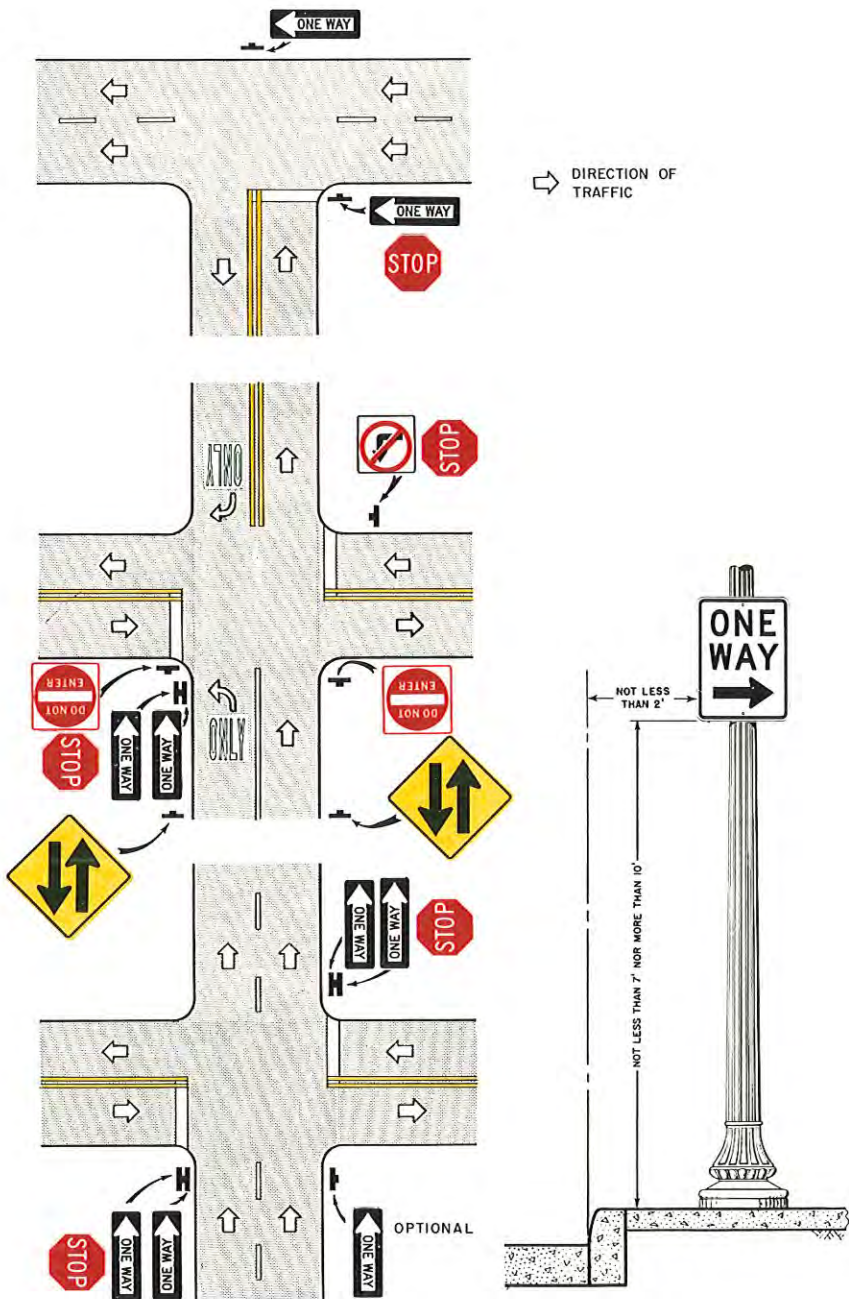 ONE WAY
DIRECTION OF
TRAFFIC
ONE WAY
STOP
ONLY
STOP
DO NOT
ENTER
DO NOT
ENTER
STOP
ONE WAY
ONE WAY
ONLY
ONE WAY
ONE WAY
STOP
STOP
ONE WAY
ONE WAY
ONE WAY
OPTIONAL
ONE
WAY
NOT LESS
THAN 2'
NOT LESS THAN 7' NOR MORE THAN 10'